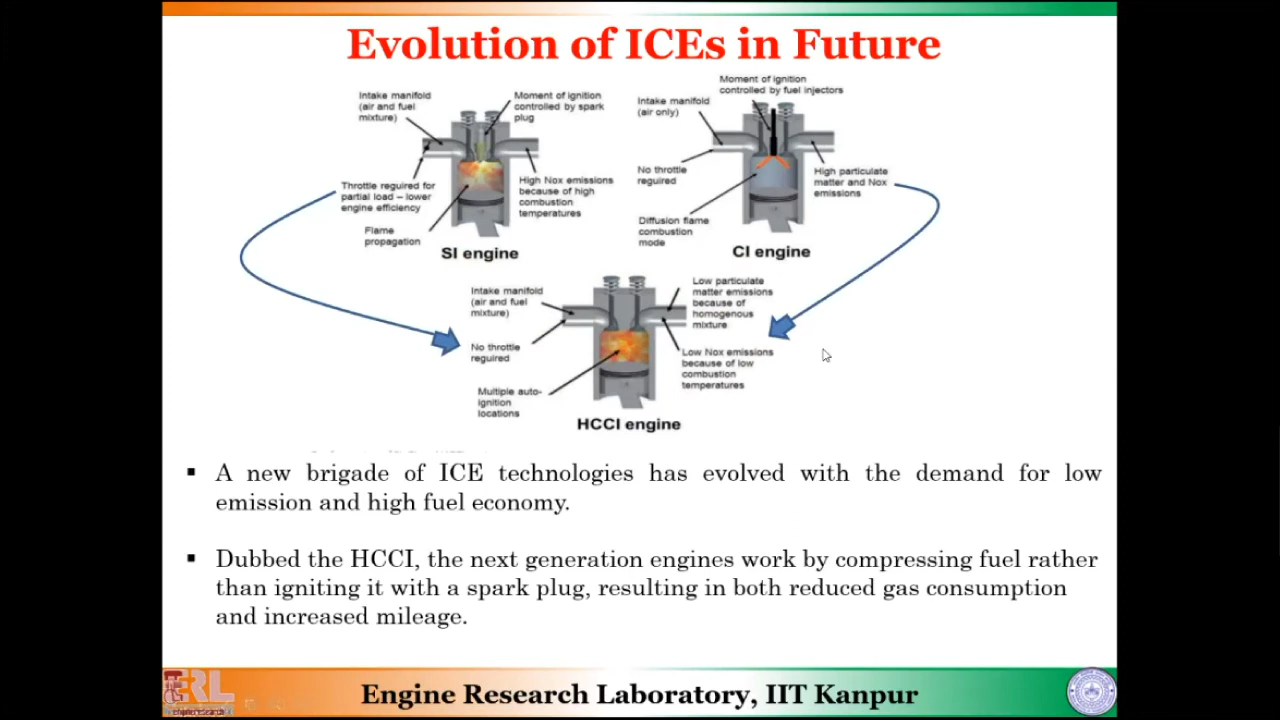 Evolution of ICEs in Future
Intake manifold
(air and fuel
mixture)
Moment of ignition
controlled by spark
plug
Throttle reguired for
partial load – lower
engine efficiency
High Nox emissions
because of high
combustion
temperatures
Flame
propagation
SI engine
Moment of ignition
controlled by fuel injectors
Intake manifold
(air only)
No throttle
reguired
High particulate
matter and Nox
emissions
Diffusion flame
combustion
mode
CI engine
Intake manifold
(air and fuel
mixture)
Low particulate
matter emissions
because of
homogenous
mixture
No throttle
reguired
Low Nox emissions
because of low
combustion
temperatures
Multiple auto-
ignition
locations
HCCI engine
▪ A new brigade of ICE technologies has evolved with the demand for low
emission and high fuel economy.
▪ Dubbed the HCCI, the next generation engines work by compressing fuel rather
than igniting it with a spark plug, resulting in both reduced gas consumption
and increased mileage.
ERL
Engine Research Laboratory, IIT Kanpur